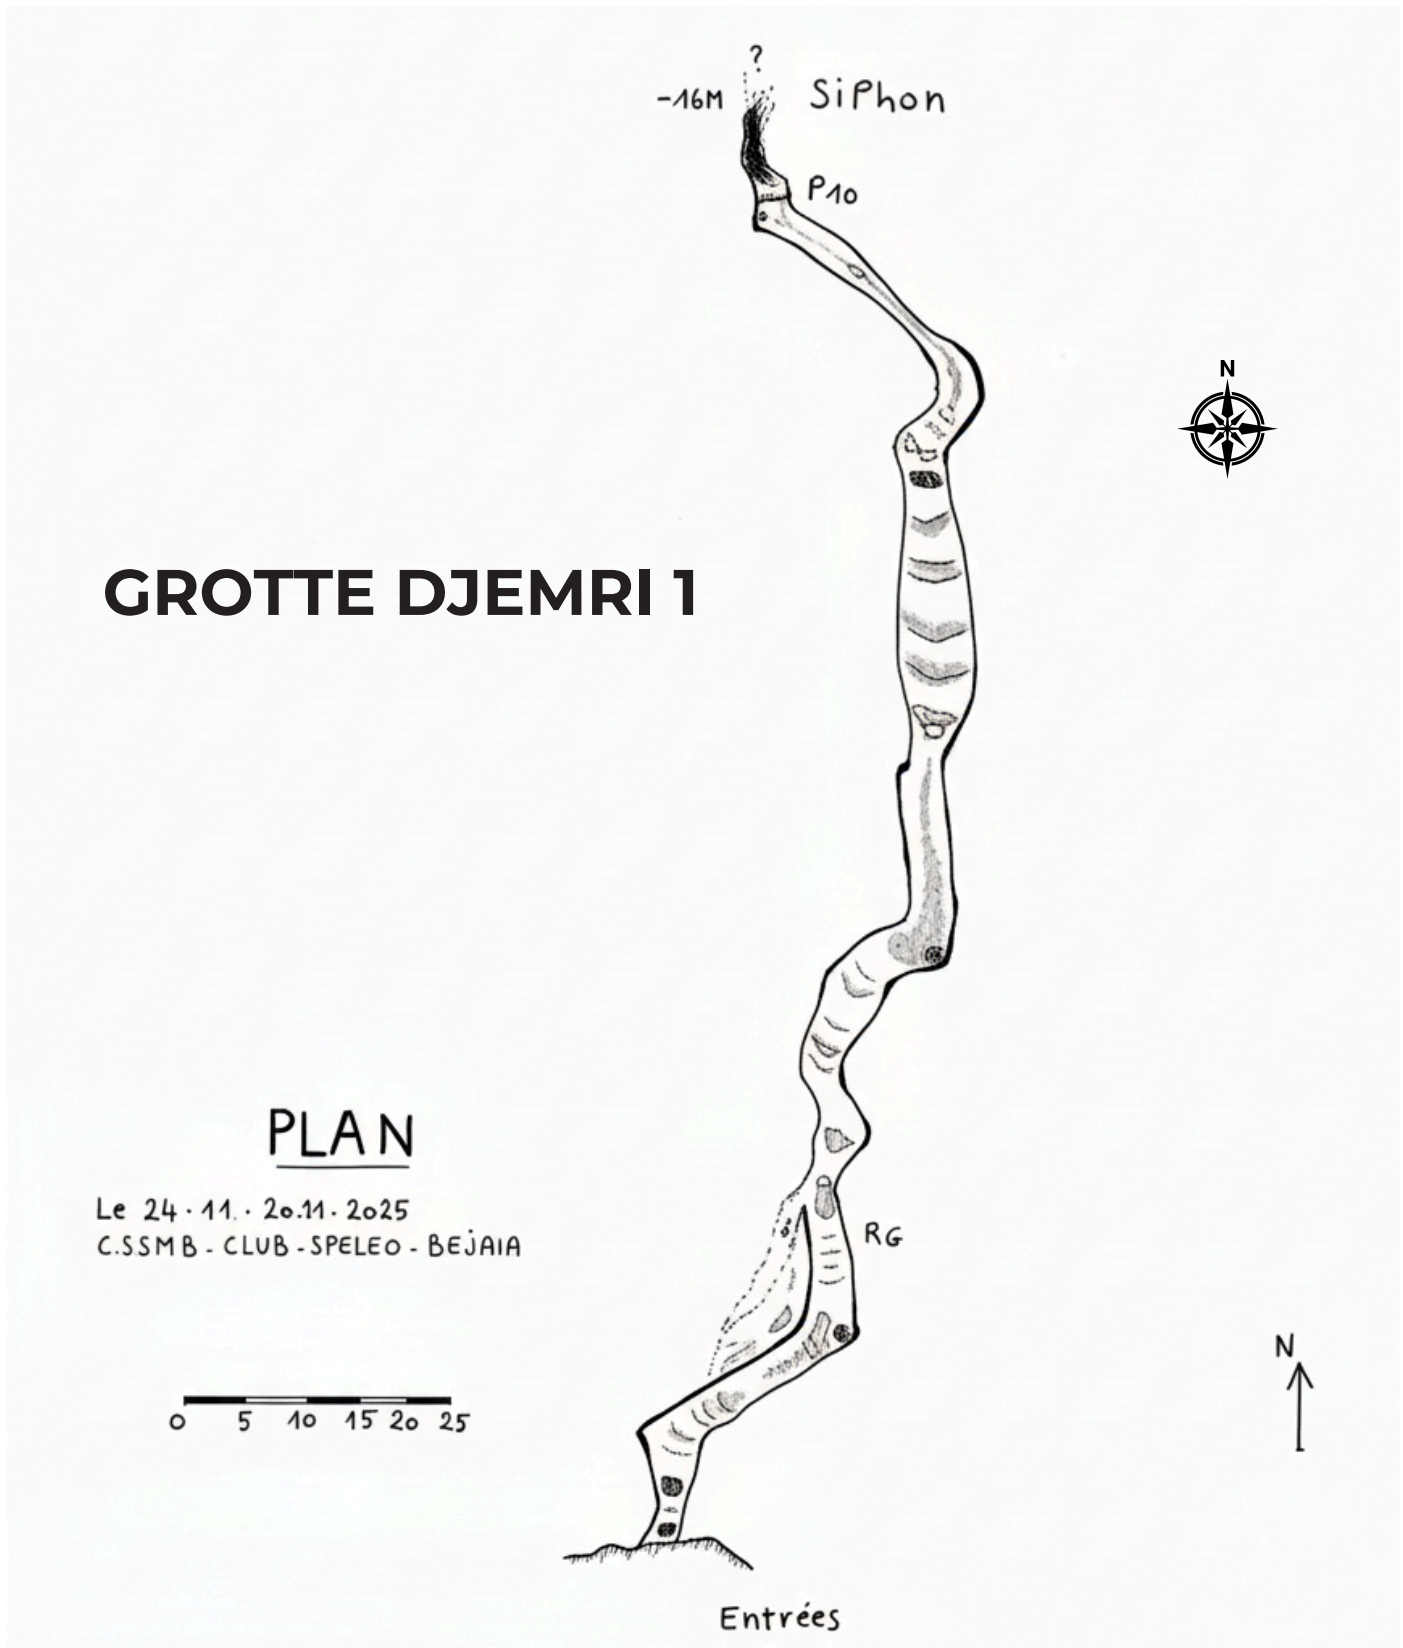 ?
-16M
SiPhon
P10
N
GROTTE DJEMRI 1
PLAN
Le 24.11. . 20.11.2025
C.S.S.M B - CLUB - SPELEO - BEJAIA
RG
N
0 5 10 15 20 25
Entrées